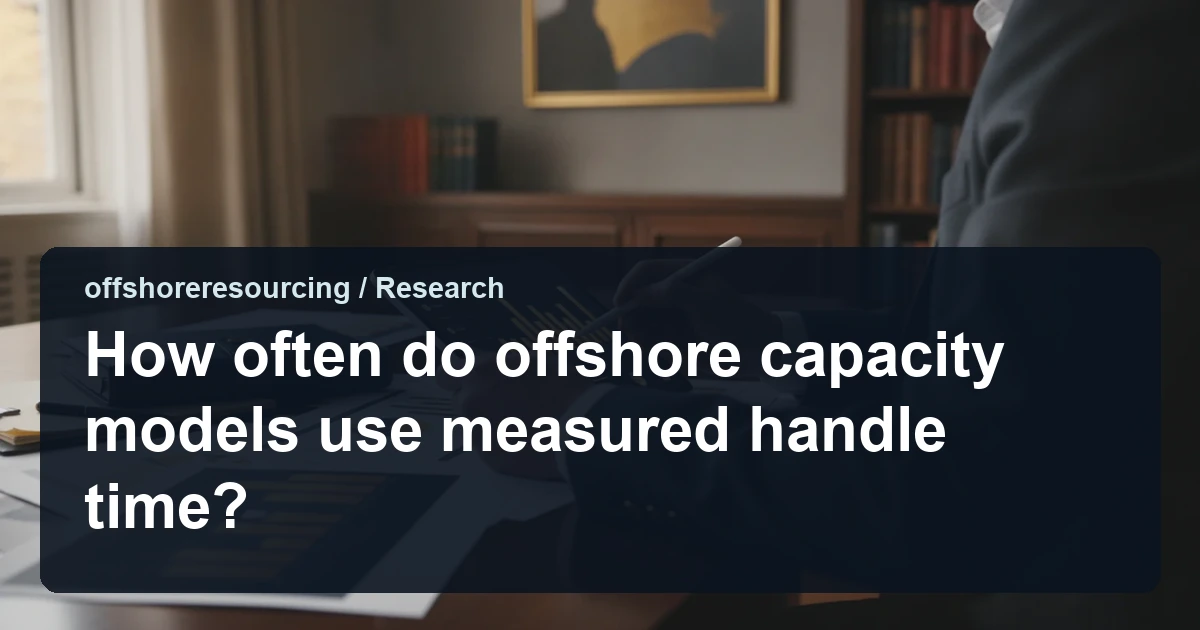 offshoreresourcing / Research
How often do offshore capacity
models use measured handle
time?